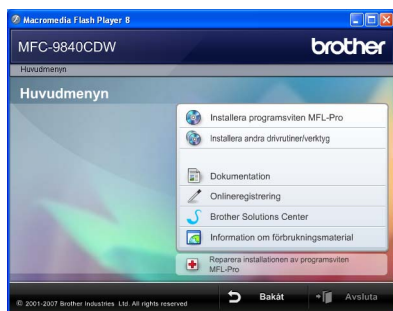 Macromedia Flash Player 8
MFC-9840CDW
brother
Huvudmenyn
Huvudmenyn
Installera programsviten MFL-Pro
Installera andra drivrutiner/verktyg
Dokumentation
Onlineregistrering
Brother Solutions Center
Information om förbrukningsmaterial
Reparera installationen av programsviten
MFL-Pro
© 2001-2007 Brother Industries Ltd. All rights reserved
Bakåt
Avsluta